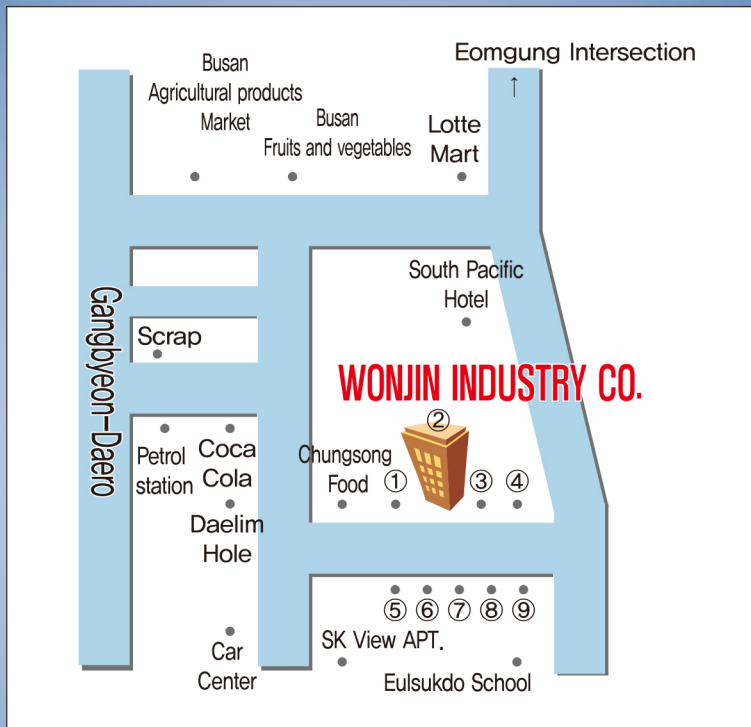 Eomgung Intersection
↑
Busan
Agricultural products
Market
Busan
Fruits and vegetables
Lotte
Mart
South Pacific
Hotel
Gangbyeon-Daero
Scrap
WONJIN INDUSTRY CO.
②
Petrol
station
Coca
Cola
Chungsong
Food
①
③
④
Daelim
Hole
⑤
⑥
⑦
⑧
⑨
Car
Center
SK View APT.
Eulsukdo School